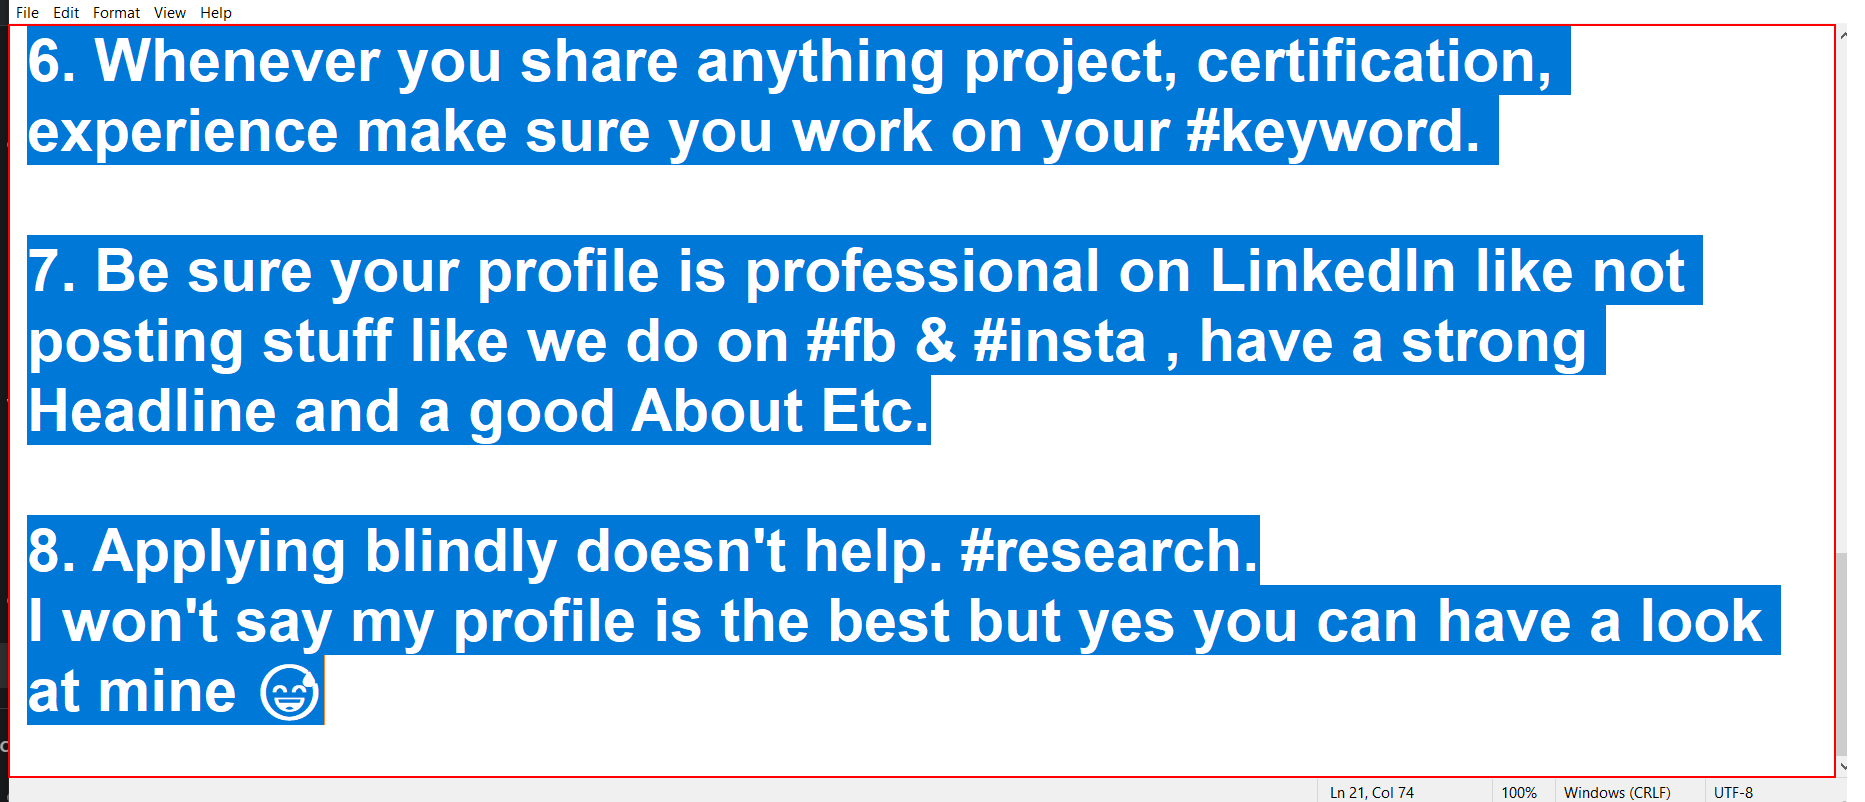 File Edit Format View Help
6. Whenever you share anything project, certification,
experience make sure you work on your #keyword.
7. Be sure your profile is professional on LinkedIn like not
posting stuff like we do on #fb & #insta , have a strong
Headline and a good About Etc.
8. Applying blindly doesn't help. #research.
I won't say my profile is the best but yes you can have a look
at mine 😅
Ln 21, Col 74 100% Windows (CRLF) UTF-8